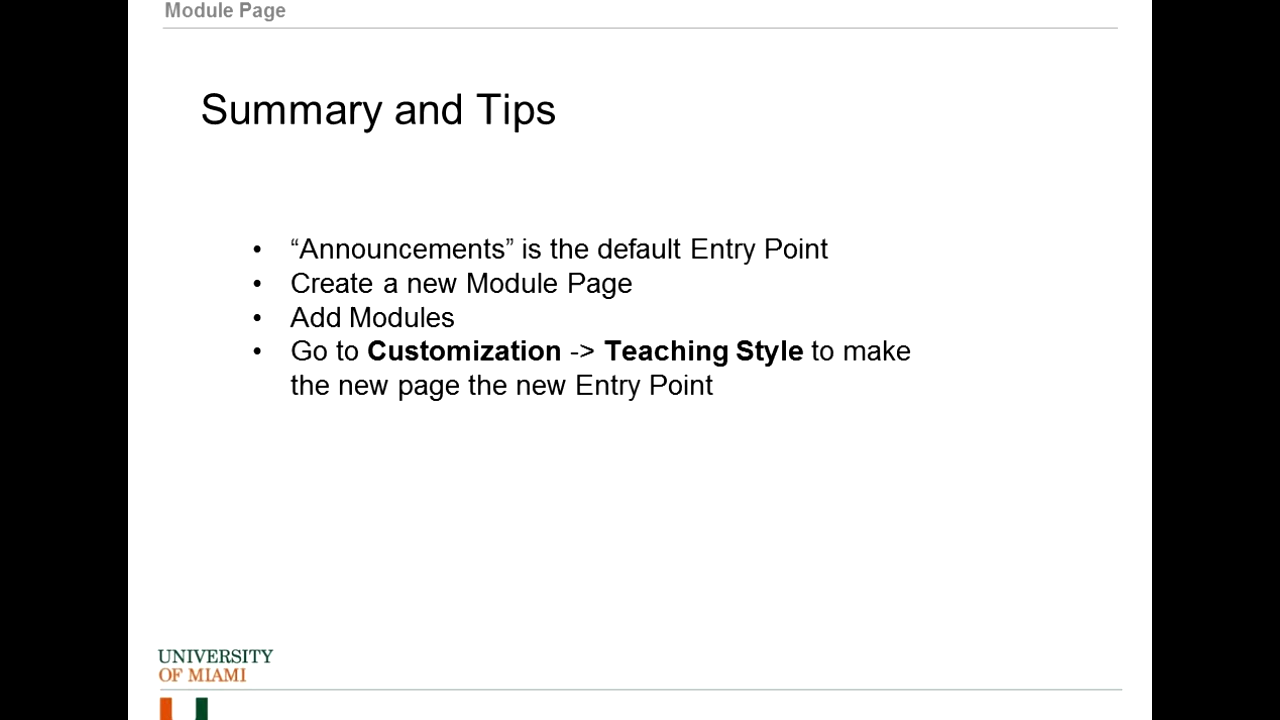 Module Page
Summary and Tips
• “Announcements” is the default Entry Point
• Create a new Module Page
• Add Modules
• Go to Customization -> Teaching Style to make
the new page the new Entry Point
UNIVERSITY
OF MIAMI